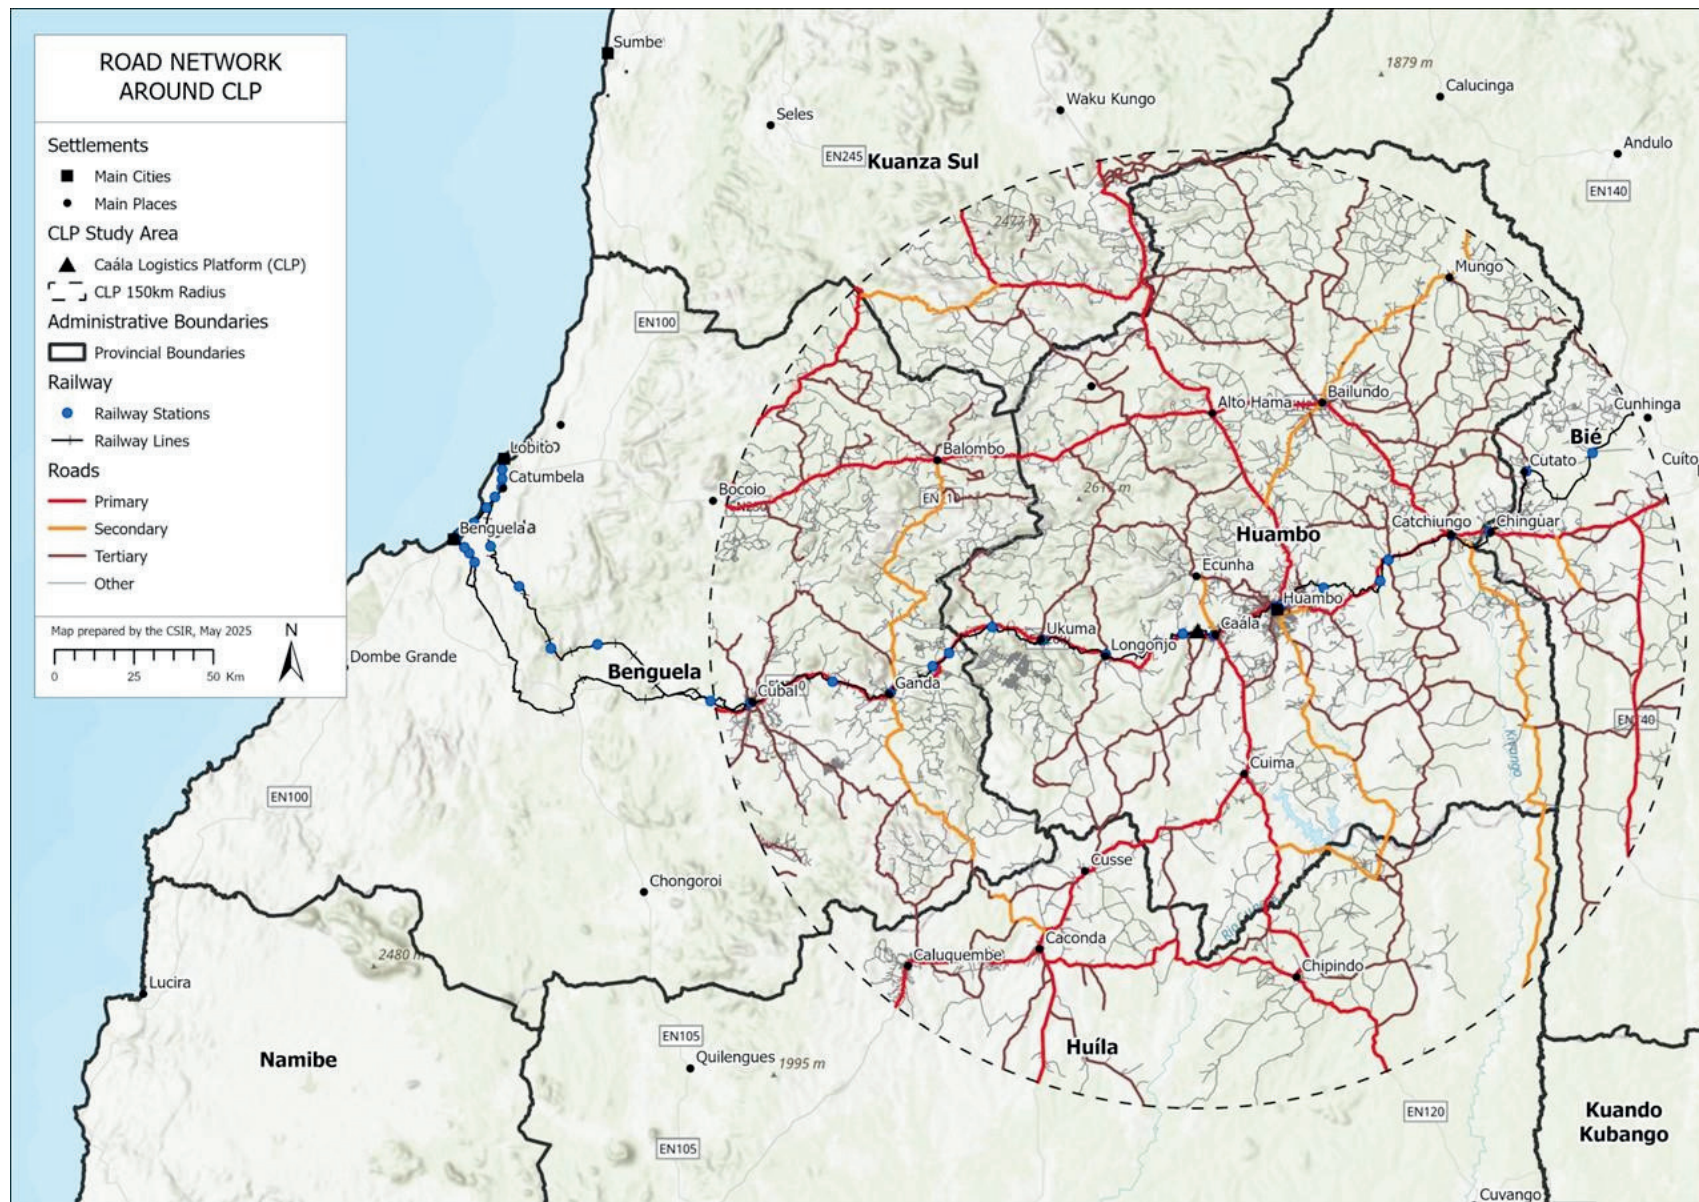 ROAD NETWORK
AROUND CLP
Settlements
Main Cities
Main Places
CLP Study Area
Caála Logistics Platform (CLP)
CLP 150km Radius
Administrative Boundaries
Provincial Boundaries
Railway
Railway Stations
Railway Lines
Roads
Primary
Secondary
Tertiary
Other
Map prepared by the CSIR, May 2025
N
0 25 50 Km
Sumbe
1879 m
Calucinga
Waku Kungo
Seles
Andulo
EN245
Kuanza Sul
EN140
2477 m
Mungo
EN100
Bailundo
Alto Hama
Cunhinga
Bié
Lobito
Balombo
Cutato
Cuíto
Catumbela
Bocoio
Catchiungo
Chinguar
Benguela
Huambo
Ecunha
Huambo
Caála
Ukuma
Longonjo
Dombe Grande
Benguela
Ganda
Cubal
Cuima
EN100
Cusse
Chongoroi
Caconda
2480 m
Caluquembe
Chipindo
Lucira
EN105
Huíla
Namibe
Quilengues
1995 m
EN120
Kuando
Kubango
EN105
Cuvango